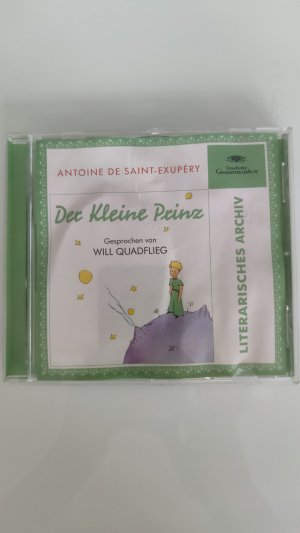 ANTOINE DE SAINT-EXUPÉRY
Deutsche
Grammophon
Der Kleine Prinz
Gesprochen von
WILL QUADFLIEG
LITERARISCHES ARCHIV